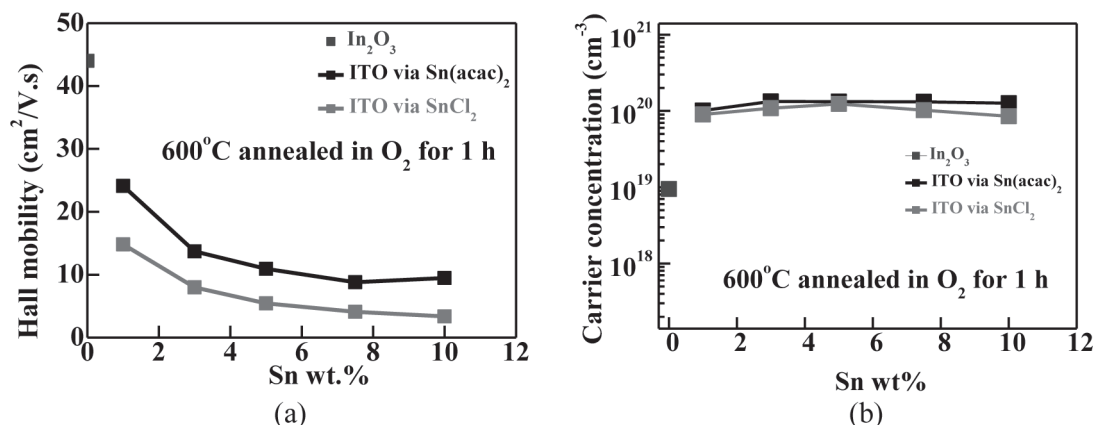 50
40
30
20
10
0
Hall mobility (cm²/V.s)
In₂O₃
ITO via Sn(acac)₂
ITO via SnCl₂
600°C annealed in O₂ for 1 h
0 2 4 6 8 10 12
Sn wt.%
(a)
10²¹
10²⁰
10¹⁹
10¹⁸
Carrier concentration (cm⁻³)
In₂O₃
ITO via Sn(acac)₂
ITO via SnCl₂
600°C annealed in O₂ for 1 h
0 2 4 6 8 10 12
Sn wt%
(b)